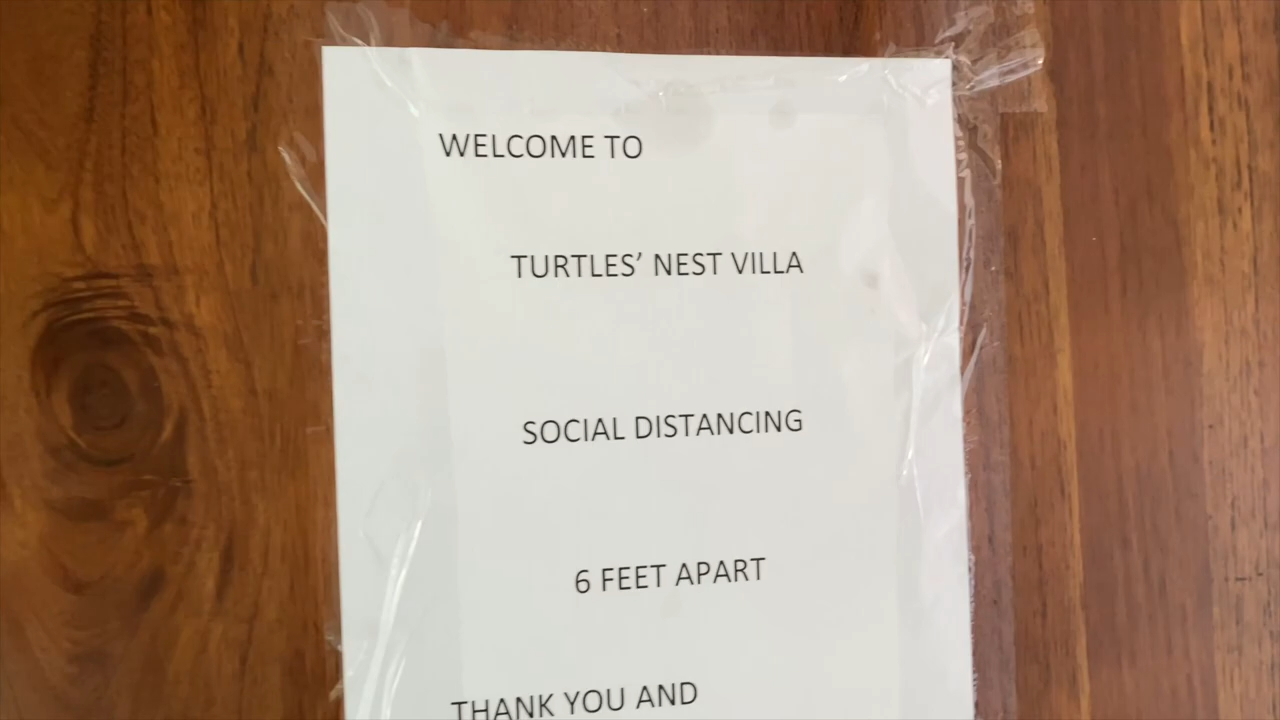 WELCOME TO
TURTLES’ NEST VILLA
SOCIAL DISTANCING
6 FEET APART
THANK YOU AND